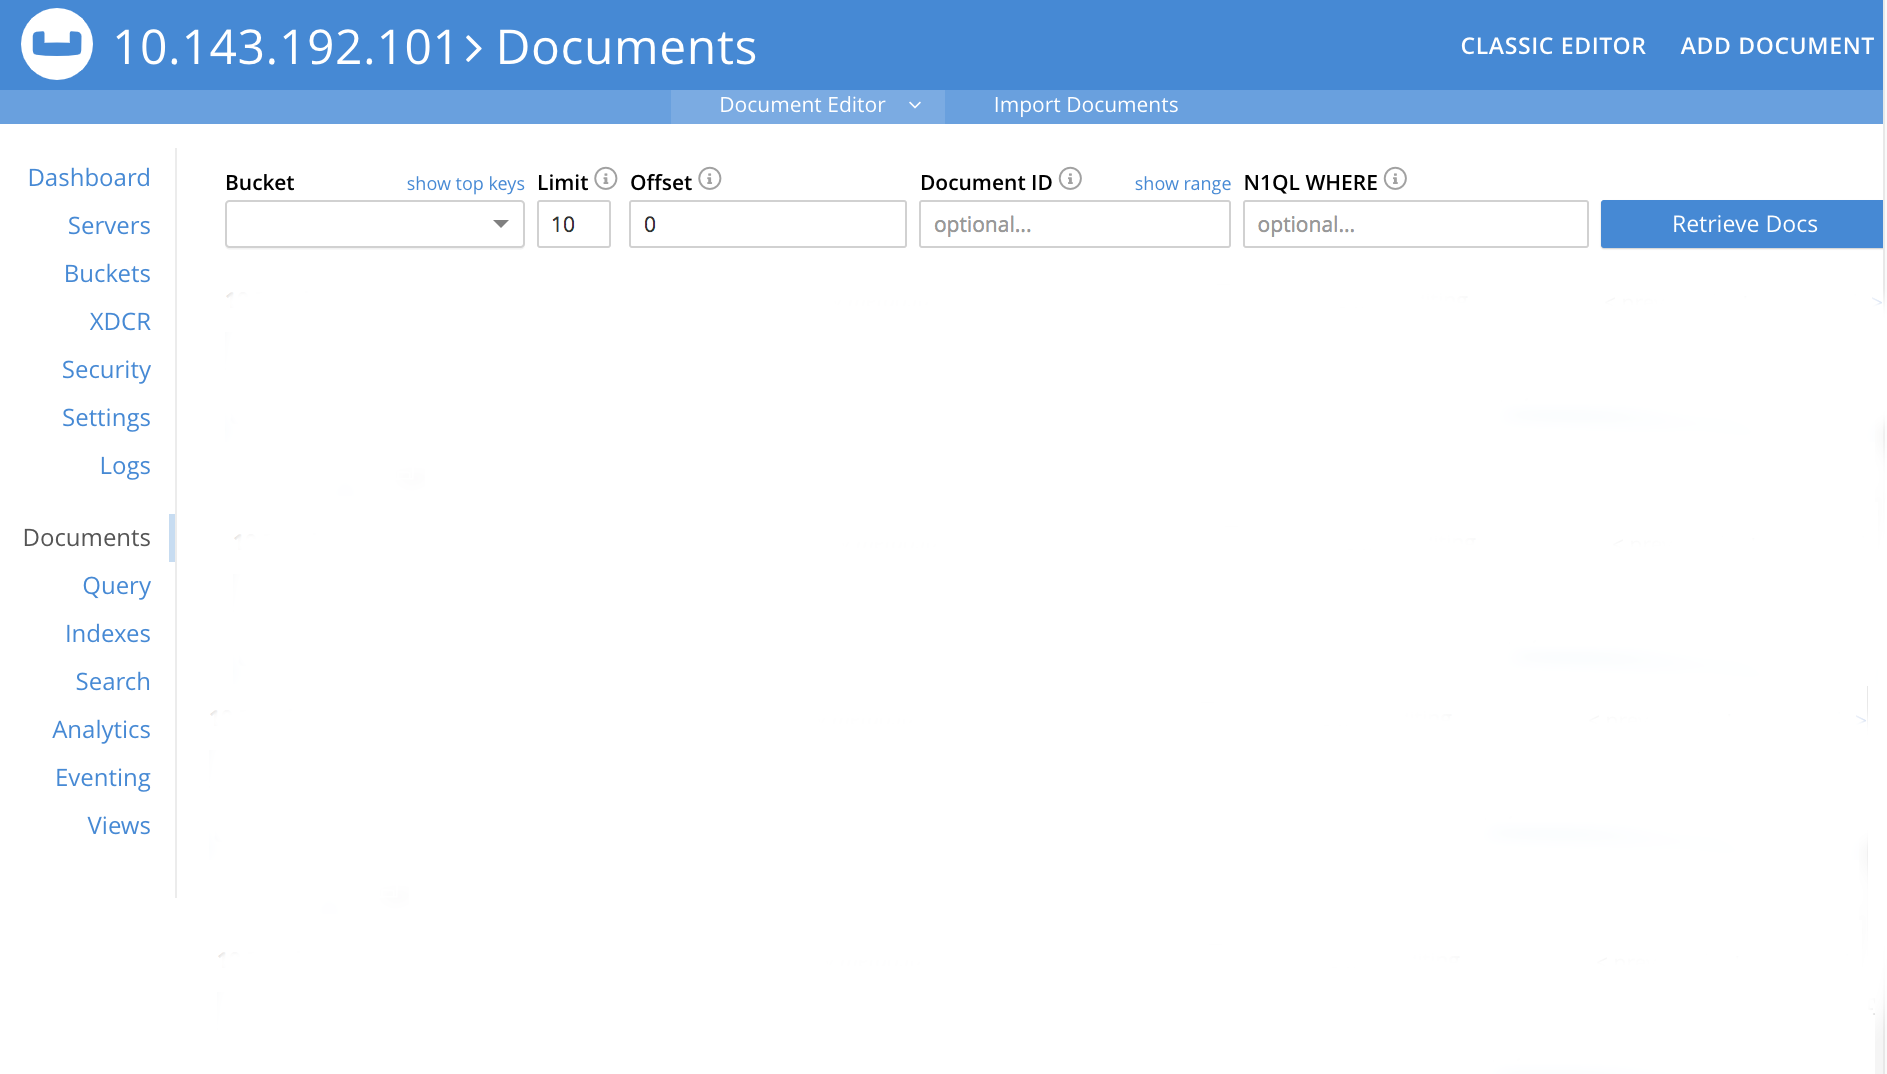 10.143.192.101 > Documents
CLASSIC EDITOR ADD DOCUMENT
Document Editor Import Documents
Dashboard
Servers
Buckets
XDCR
Security
Settings
Logs
Documents
Query
Indexes
Search
Analytics
Eventing
Views
Bucket show top keys Limit Offset Document ID show range N1QL WHERE
10 0 optional... optional... Retrieve Docs